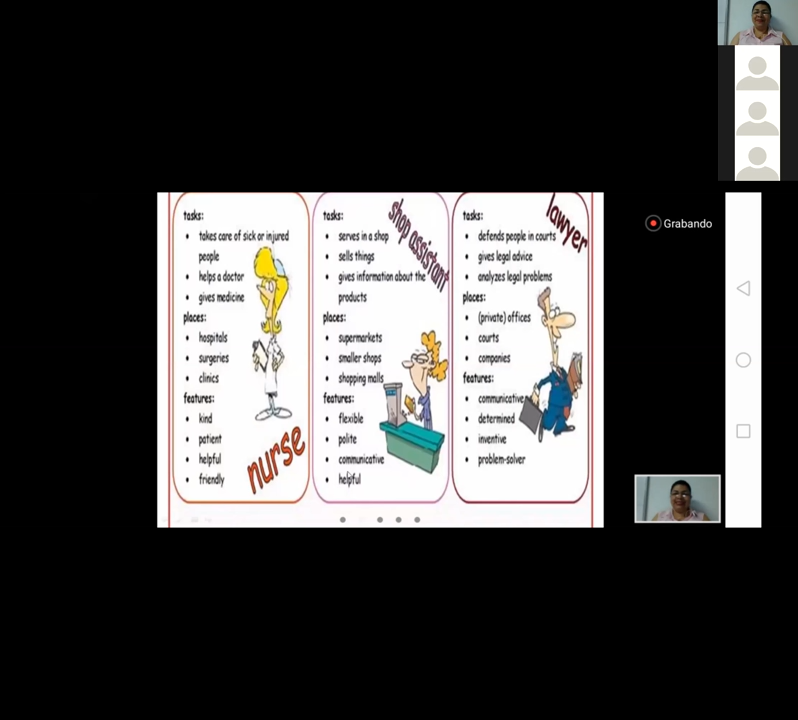 tasks:
• takes care of sick or injured
people
• helps a doctor
• gives medicine
places:
• hospitals
• surgeries
• clinics
features:
• kind
• patient
• helpful
• friendly
nurse
shop assistant
tasks:
• serves in a shop
• sells things
• gives information about the
products
places:
• supermarkets
• smaller shops
• shopping malls
features:
• flexible
• polite
• communicative
• helpful
lawyer
tasks:
• defends people in courts
• gives legal advice
• analyzes legal problems
places:
• (private) offices
• courts
• companies
features:
• communicative
• determined
• inventive
• problem-solver
Grabando